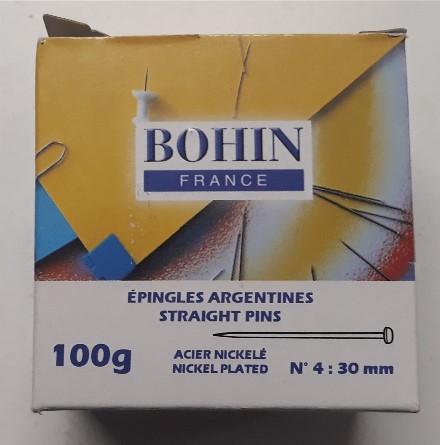 BOHIN
FRANCE
ÉPINGLES ARGENTINES
STRAIGHT PINS
100g
ACIER NICKELÉ
NICKEL PLATED
N° 4 : 30 mm